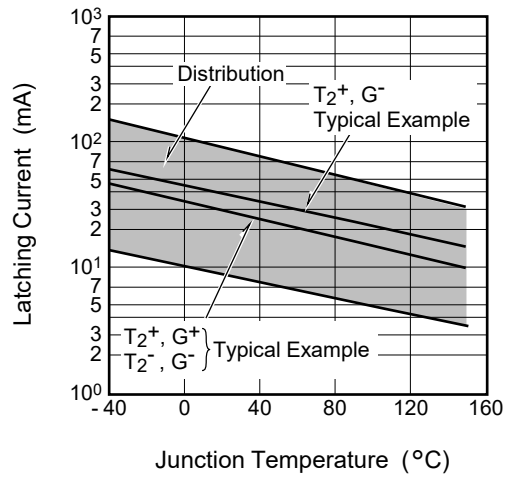 Latching Current (mA)
10³
7
5
3
2
10²
7
5
3
2
10¹
7
5
3
2
10⁰
Distribution
T₂⁺, G⁻
Typical Example
T₂⁺, G⁺
T₂⁻, G⁻
} Typical Example
-40 0 40 80 120 160
Junction Temperature (°C)